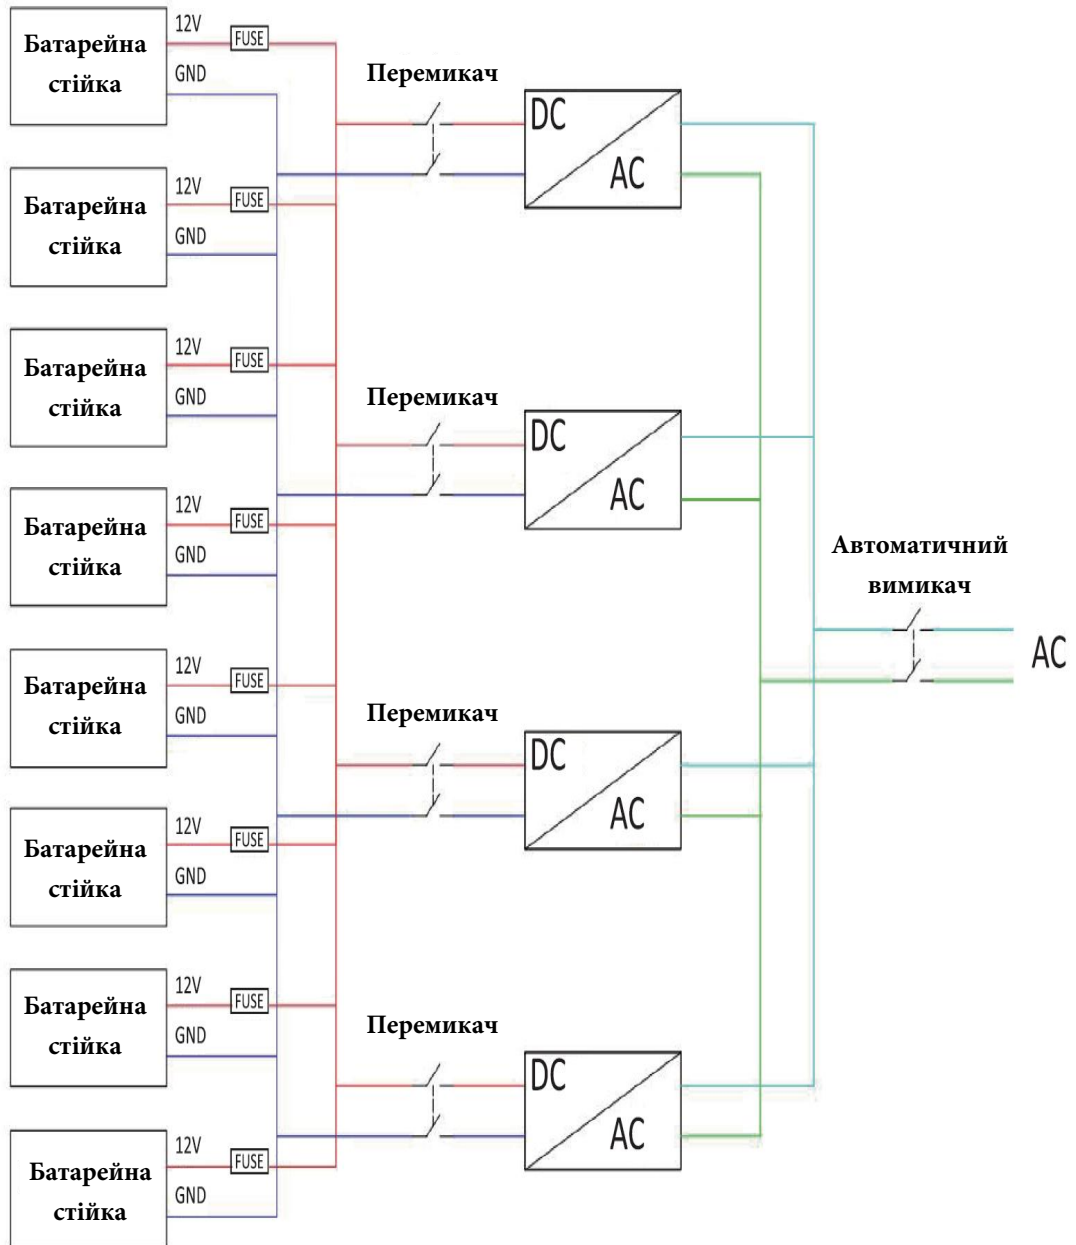 12V
FUSE
Батарейна
стійка
GND
Перемикач
DC
AC
12V
FUSE
Батарейна
стійка
GND
12V
FUSE
Батарейна
стійка
GND
Перемикач
DC
AC
12V
FUSE
Батарейна
стійка
GND
Автоматичний
вимикач
AC
12V
FUSE
Батарейна
стійка
GND
Перемикач
DC
AC
12V
FUSE
Батарейна
стійка
GND
12V
FUSE
Батарейна
стійка
GND
Перемикач
DC
AC
12V
FUSE
Батарейна
стійка
GND